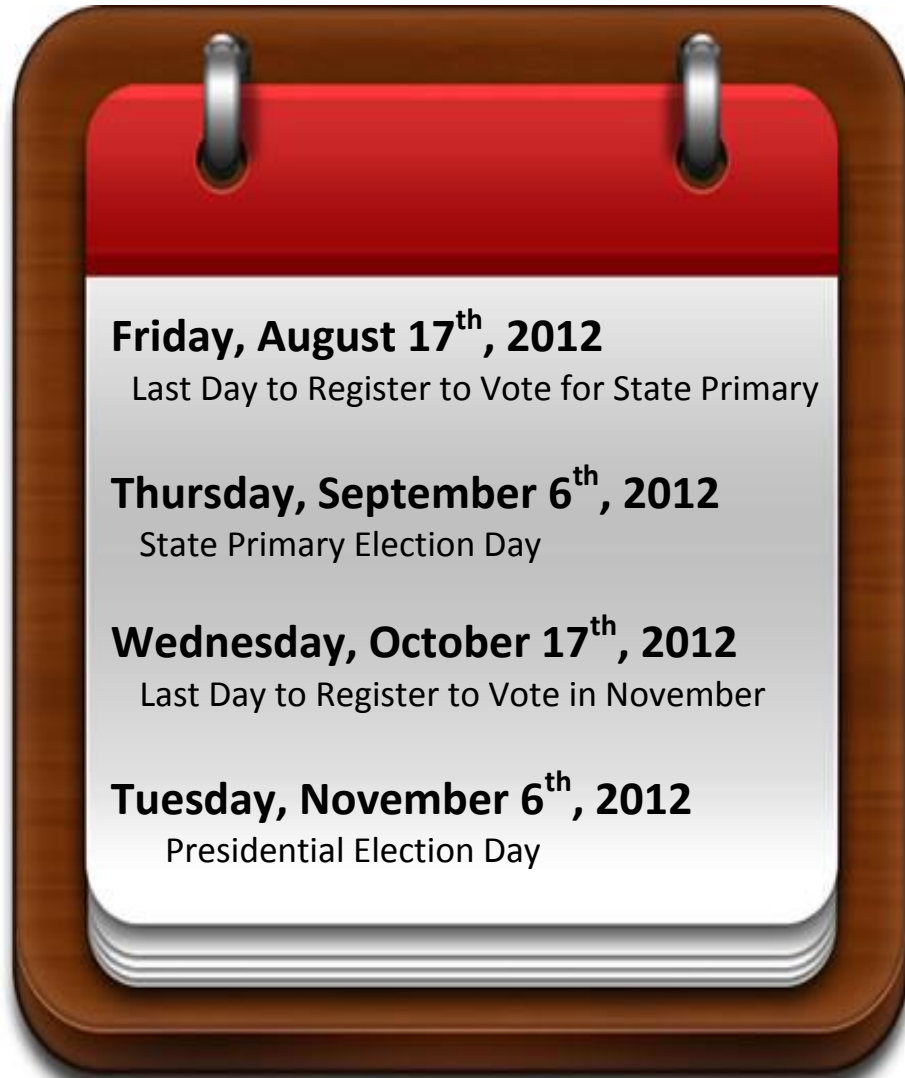 Friday, August 17th, 2012
Last Day to Register to Vote for State Primary
Thursday, September 6th, 2012
State Primary Election Day
Wednesday, October 17th, 2012
Last Day to Register to Vote in November
Tuesday, November 6th, 2012
Presidential Election Day